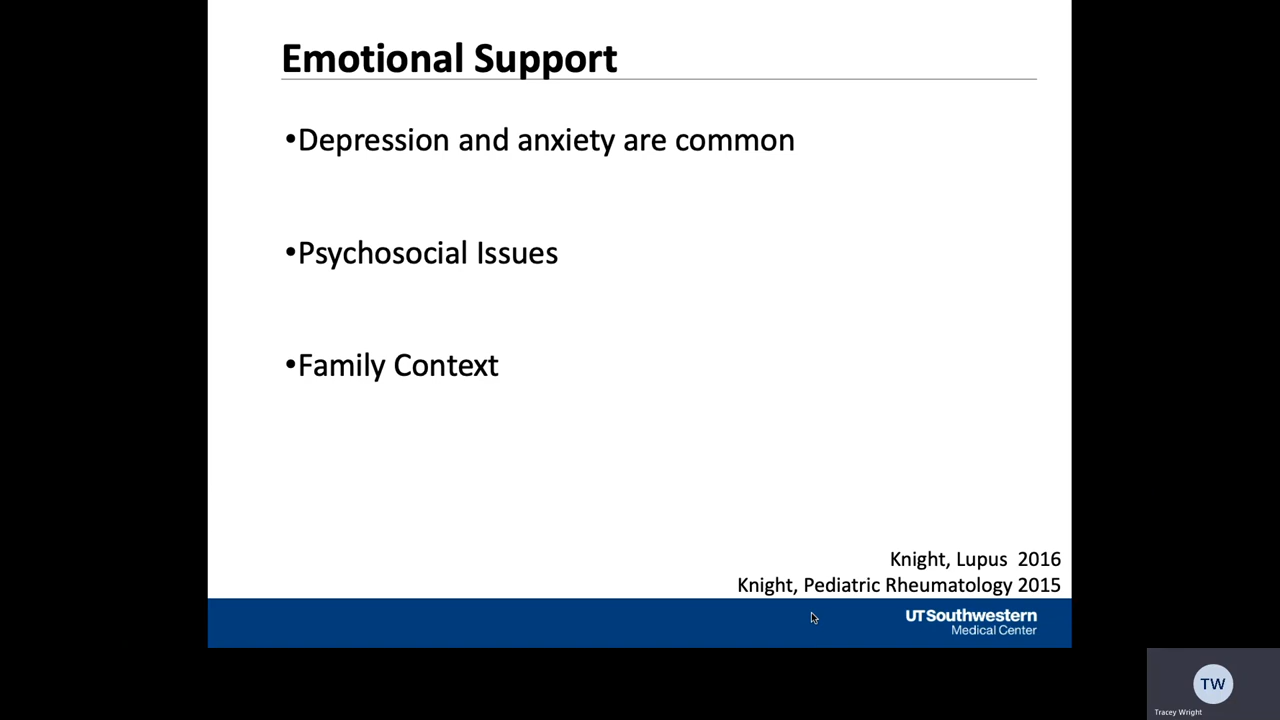 Emotional Support
•Depression and anxiety are common
•Psychosocial Issues
•Family Context
Knight, Lupus 2016
Knight, Pediatric Rheumatology 2015
UTSouthwestern
Medical Center
TW
Tracey Wright